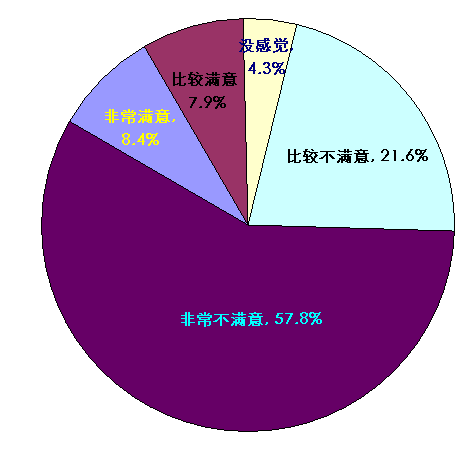 没感觉,
4.3%
比较满意
7.9%
非常满意,
8.4%
比较不满意, 21.6%
非常不满意, 57.8%